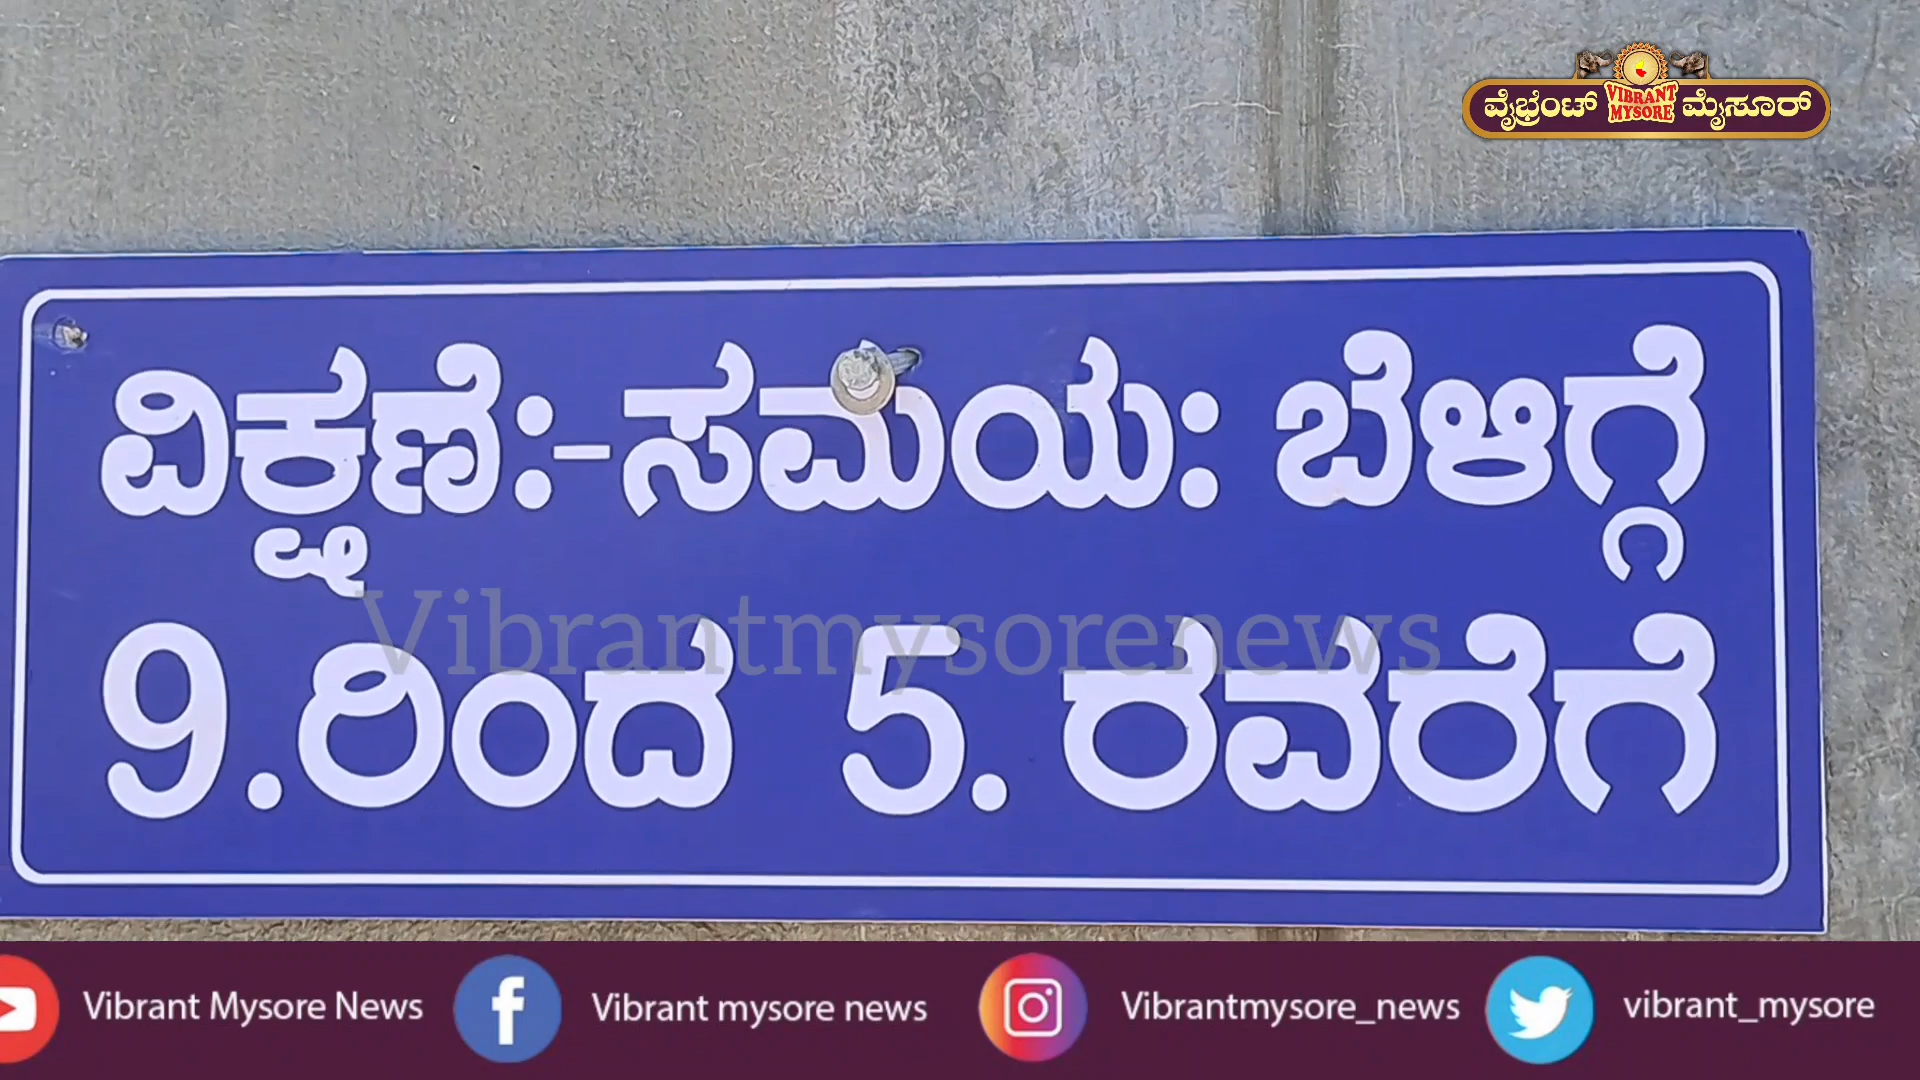 ವೈಬ್ರೆಂಟ್ VIBRANT MYSORE ಮೈಸೂರ್
ವಿಕ್ಷಣೆ:-ಸಮಯ: ಬೆಳಿಗ್ಗೆ
9.ರಿಂದ 5. ರವರೆಗೆ
Vibrantmysorenews
Vibrant Mysore News Vibrant mysore news Vibrantmysore_news vibrant_mysore